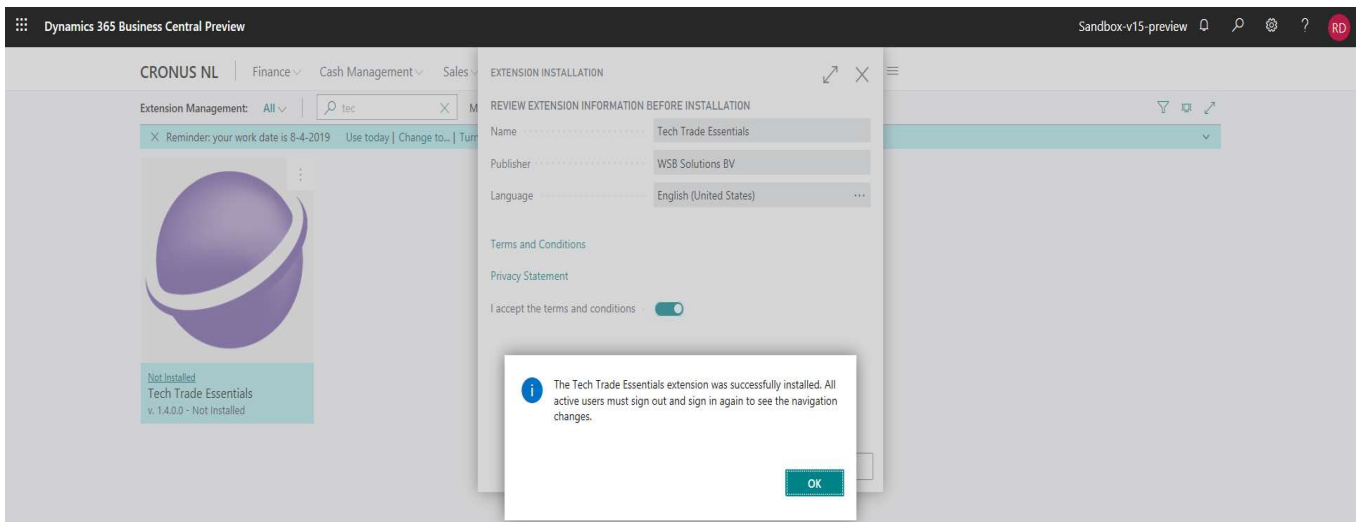 Dynamics 365 Business Central Preview
Sandbox-v15-preview
?
RD
CRONUS NL
Finance
Cash Management
Sales
Extension Management: All
tec
M
Reminder: your work date is 8-4-2019 Use today | Change to... | Turn
Not Installed
Tech Trade Essentials
v. 1.4.0.0 - Not Installed
EXTENSION INSTALLATION
REVIEW EXTENSION INFORMATION BEFORE INSTALLATION
Name Tech Trade Essentials
Publisher WSB Solutions BV
Language English (United States) ...
Terms and Conditions
Privacy Statement
I accept the terms and conditions
i
The Tech Trade Essentials extension was successfully installed. All
active users must sign out and sign in again to see the navigation
changes.
OK